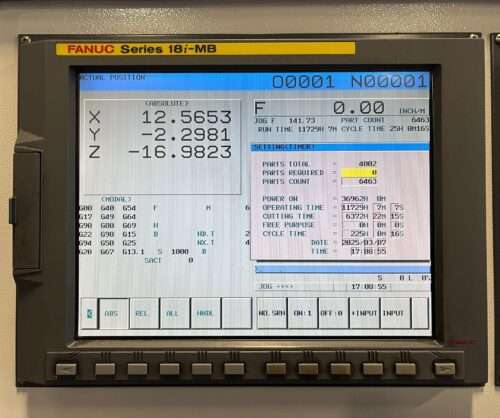 FANUC Series 18i-MB
ACTUAL POSITION O0001 N00001
(ABSOLUTE)
X 12.5653
Y -2.2981
Z -16.9823
F 0.00 INCH/M
JOG F 141.73 PART COUNT 6463
RUN TIME 11729H 7M CYCLE TIME 25H 0M16S
SETTING(TIMER)
PARTS TOTAL = 4002
PARTS REQUIRED = 0
PARTS COUNT = 6463
POWER ON = 36962H 0M
OPERATING TIME = 11729H 7M 7S
CUTTING TIME = 6372H 22M 15S
FREE PURPOSE = 0H 0M 0S
CYCLE TIME = 225H 0M 16S
DATE = 2025/03/07
TIME = 17:08:55
(MODAL)
G00 G40 G54 F M
G17 G49 G64
G90 G80 G69 H
G22 G98 G15 D
G94 G50 G25 NX.T
G20 G67 G13.1 S 1000 B
SACT 0
S 0 L 0%
JOG **** 17:08:55
ABS REL ALL HNDL NO.SRH ON:1 OFF:0 +INPUT INPUT
FANUC